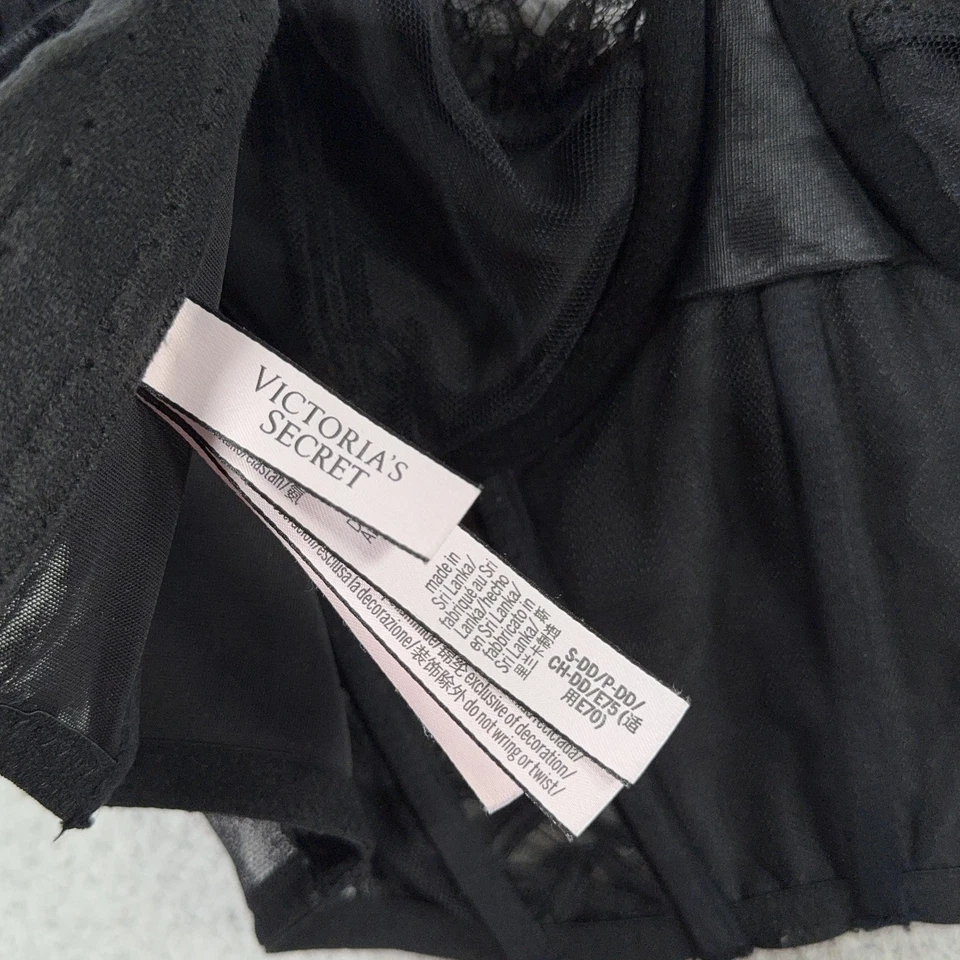 VICTORIA'S
SECRET
elastan/氨
made in
Sri Lanka/
fabriqué au Sri
Lanka/hecho
en Sri Lanka/
fabbricato in
Sri Lanka/ 斯
里兰卡制造
S-DD/P-DD/
CH-DD/E75 (适
用E70)
esclusa la decorazione/装饰除外
exclusive of decoration/
do not wring or twist/